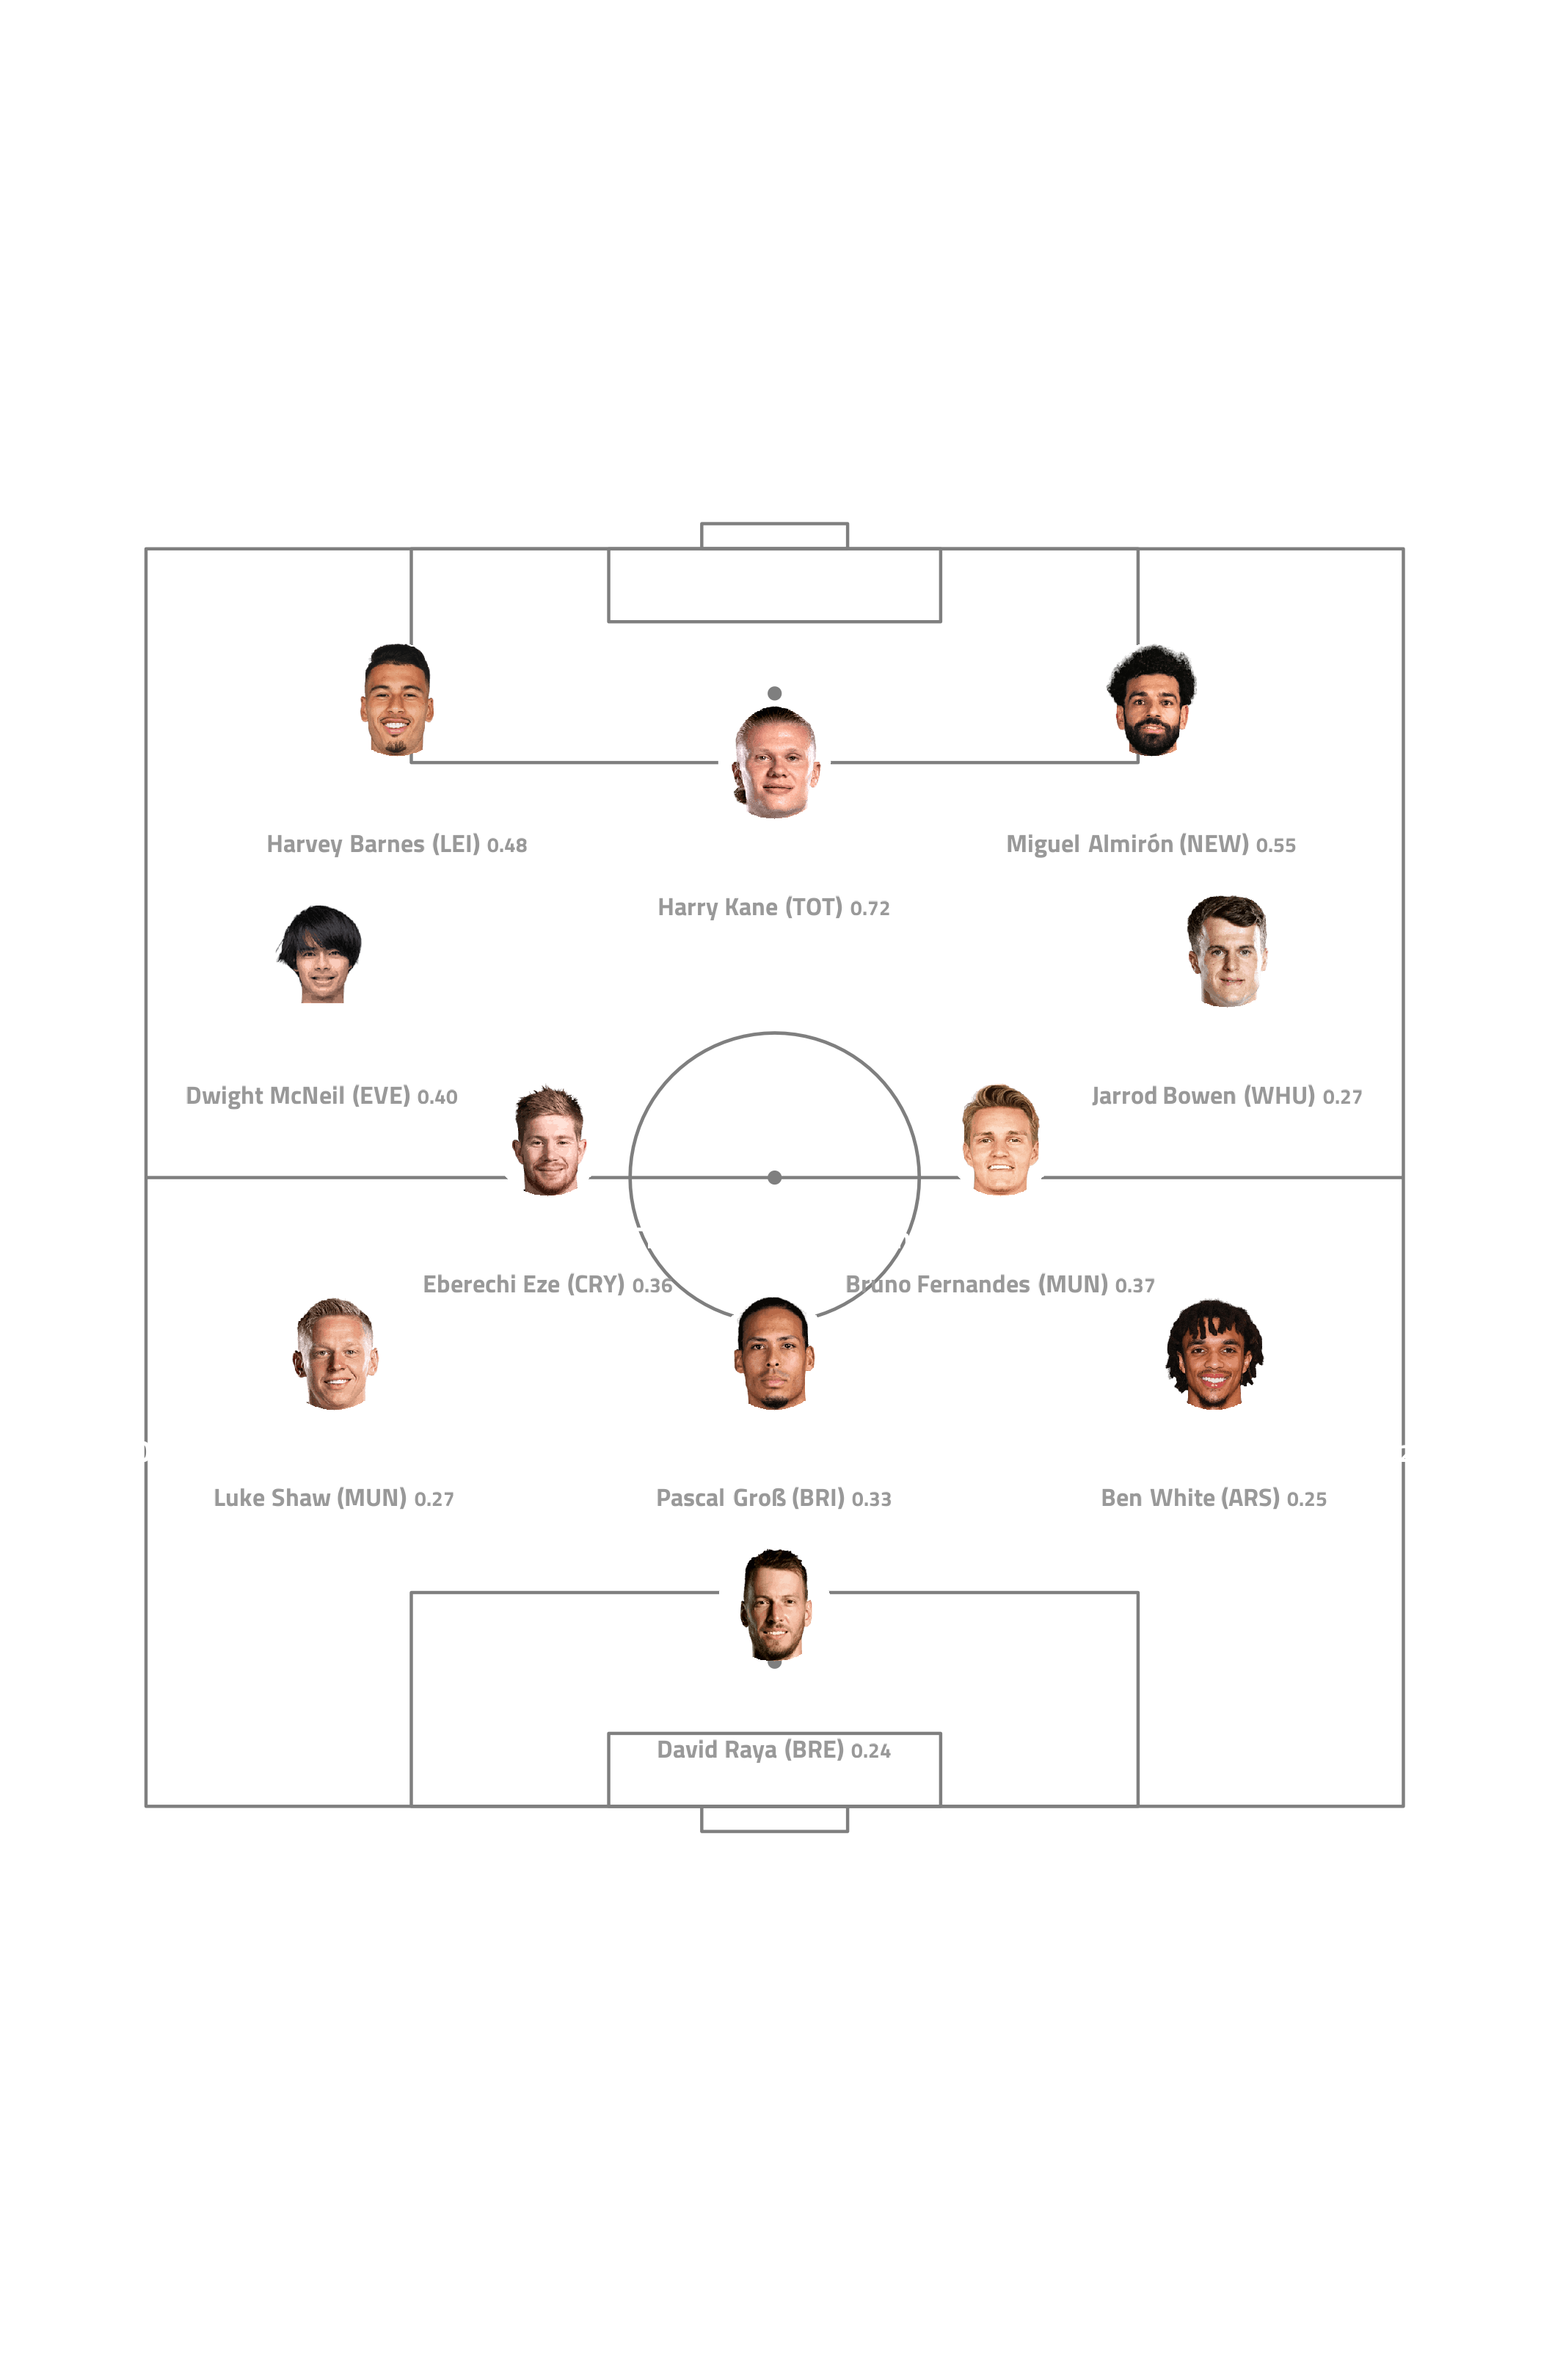 Harvey Barnes (LEI) 0.48
Miguel Almirón (NEW) 0.55
Harry Kane (TOT) 0.72
Dwight McNeil (EVE) 0.40
Jarrod Bowen (WHU) 0.27
Eberechi Eze (CRY) 0.36
Bruno Fernandes (MUN) 0.37
Luke Shaw (MUN) 0.27
Pascal Groß (BRI) 0.33
Ben White (ARS) 0.25
David Raya (BRE) 0.24